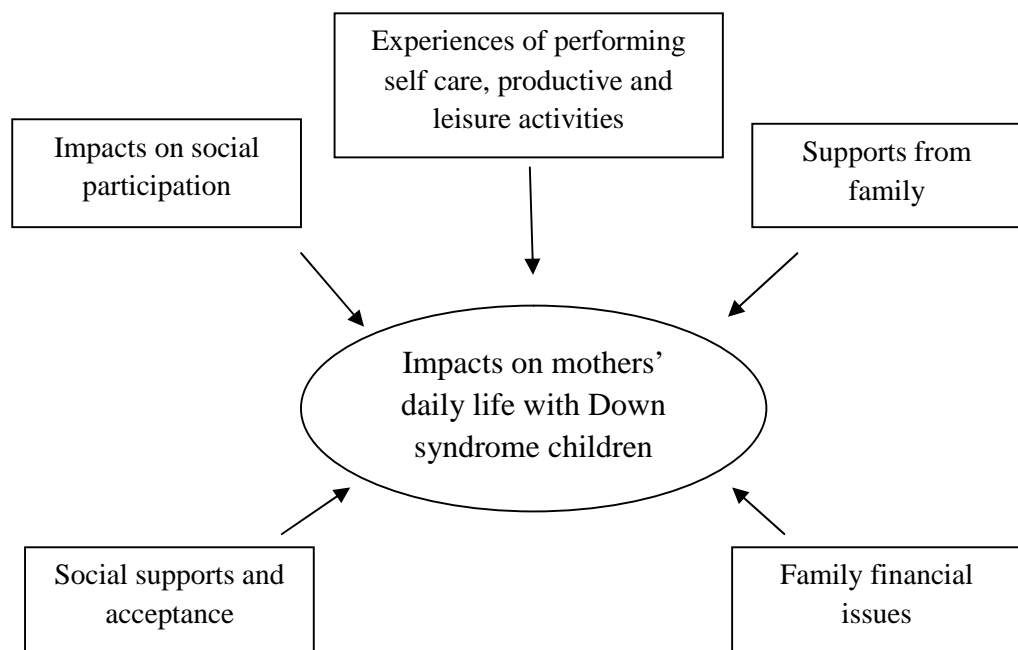 Experiences of performing
self care, productive and
leisure activities
Impacts on social
participation
Supports from
family
Impacts on mothers’
daily life with Down
syndrome children
Social supports and
acceptance
Family financial
issues